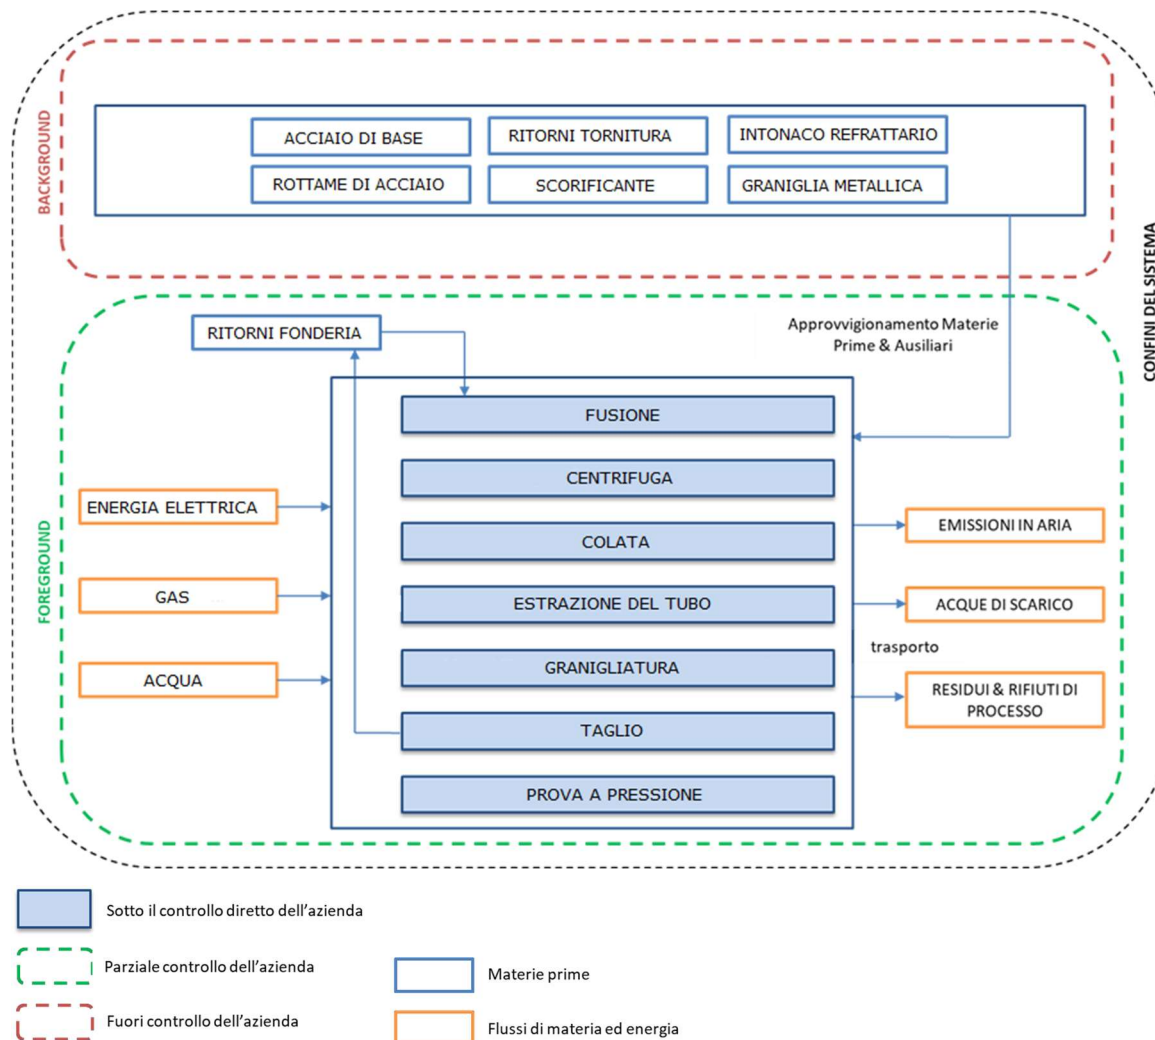 BACKGROUND
ACCIAIO DI BASE
RITORNI TORNITURA
INTONACO REFRATTARIO
ROTTAME DI ACCIAIO
SCORIFICANTE
GRANIGLIA METALLICA
CONFINI DEL SISTEMA
FOREGROUND
RITORNI FONDERIA
Approvvigionamento Materie
Prime & Ausiliari
FUSIONE
CENTRIFUGA
COLATA
ESTRAZIONE DEL TUBO
GRANIGLIATURA
TAGLIO
PROVA A PRESSIONE
ENERGIA ELETTRICA
GAS
ACQUA
EMISSIONI IN ARIA
ACQUE DI SCARICO
trasporto
RESIDUI & RIFIUTI DI
PROCESSO
Sotto il controllo diretto dell'azienda
Parziale controllo dell'azienda
Fuori controllo dell'azienda
Materie prime
Flussi di materia ed energia